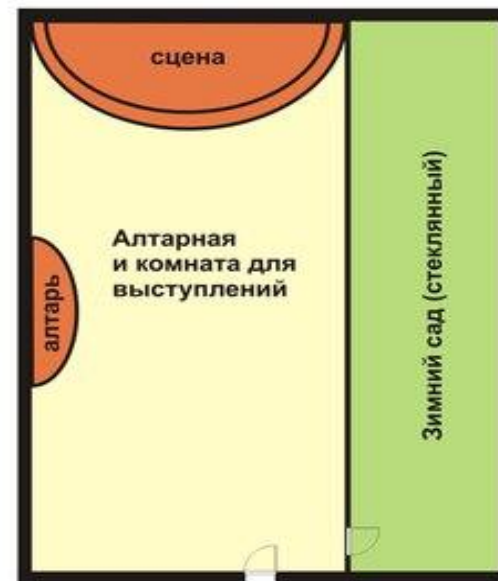 сцена
Алтарная
и комната для
выступлений
алтарь
Зимний сад (стеклянный)